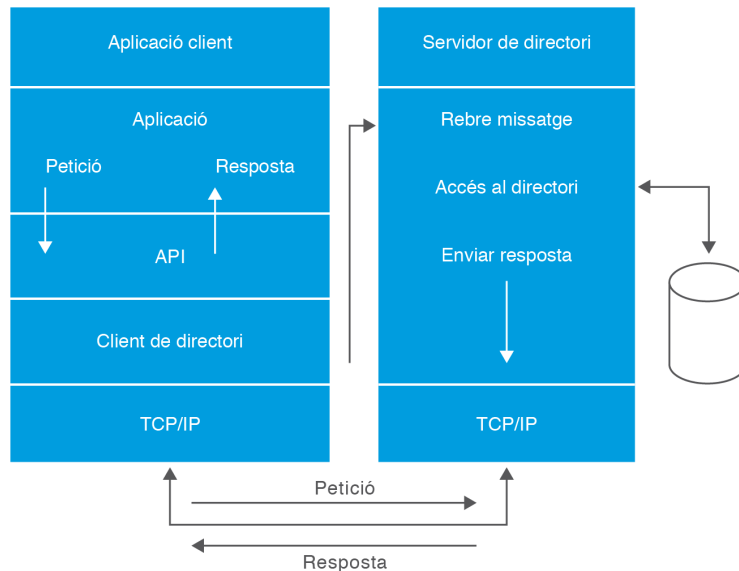 Aplicació client
Aplicació
Petició
Resposta
API
Client de directori
TCP/IP
Servidor de directori
Rebre missatge
Accés al directori
Enviar resposta
TCP/IP
Petició
Resposta